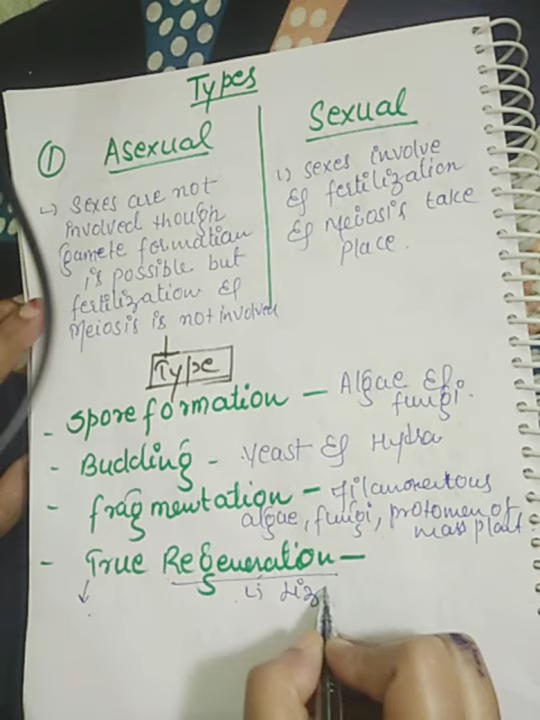 Types
① Asexual
↳ Sexes are not
involved though
gamete formation
is possible but
fertilization &
Meiosis is not involved
Sexual
↳ sexes involve
& fertilization
& Meiosis take
place.
Type
- Spore formation - Algae &
fungi.
- Budding - Yeast & Hydra
- fragmentation - filamentous
algae, fungi, protonema of
mass plant
- True Regeneration -